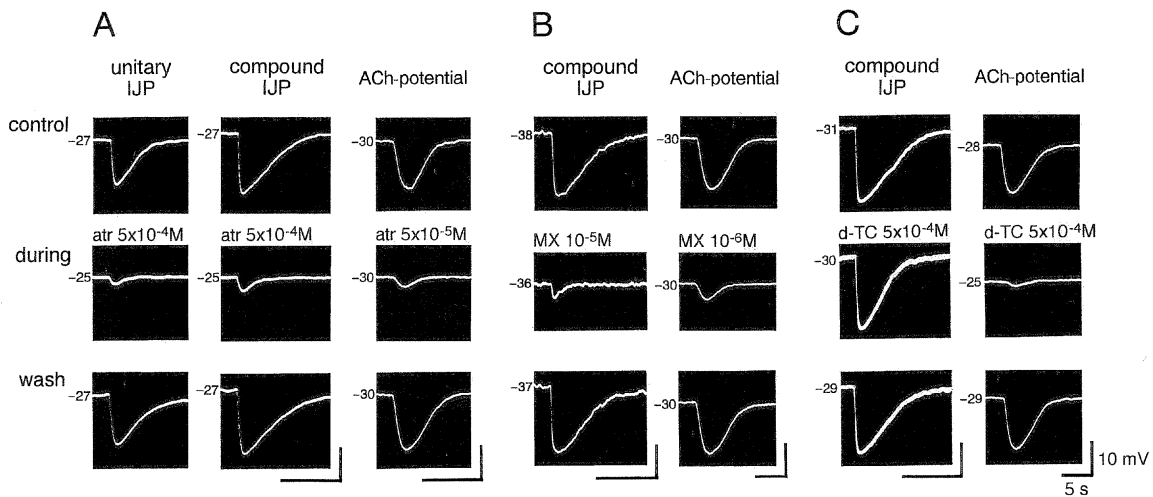 A
B
C
unitary IJP
compound IJP
ACh-potential
compound IJP
ACh-potential
compound IJP
ACh-potential
control
-27
-27
-30
-38
-30
-31
-28
atr 5x10-4M
atr 5x10-4M
atr 5x10-5M
MX 10-5M
MX 10-6M
d-TC 5x10-4M
d-TC 5x10-4M
during
-25
-25
-30
-36
-30
-30
-25
wash
-27
-27
-30
-37
-30
-29
-29
10 mV
5 s